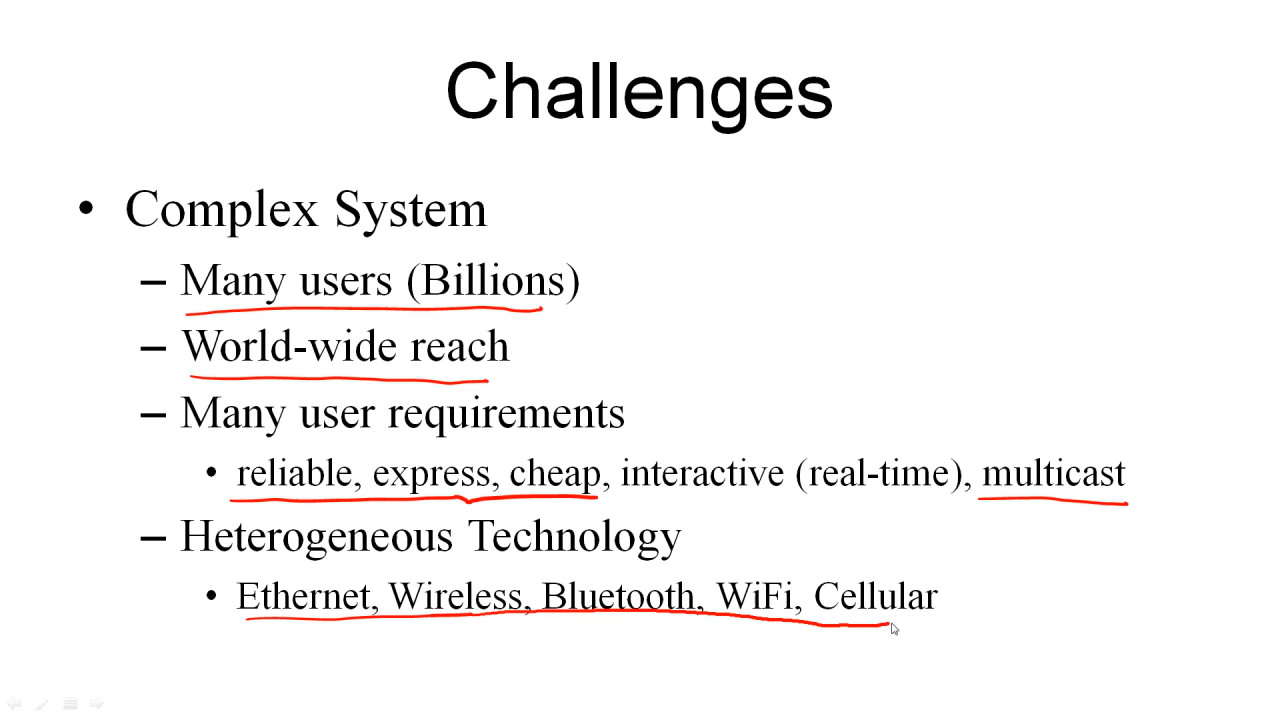 Challenges
• Complex System
– Many users (Billions)
– World-wide reach
– Many user requirements
• reliable, express, cheap, interactive (real-time), multicast
– Heterogeneous Technology
• Ethernet, Wireless, Bluetooth, WiFi, Cellular